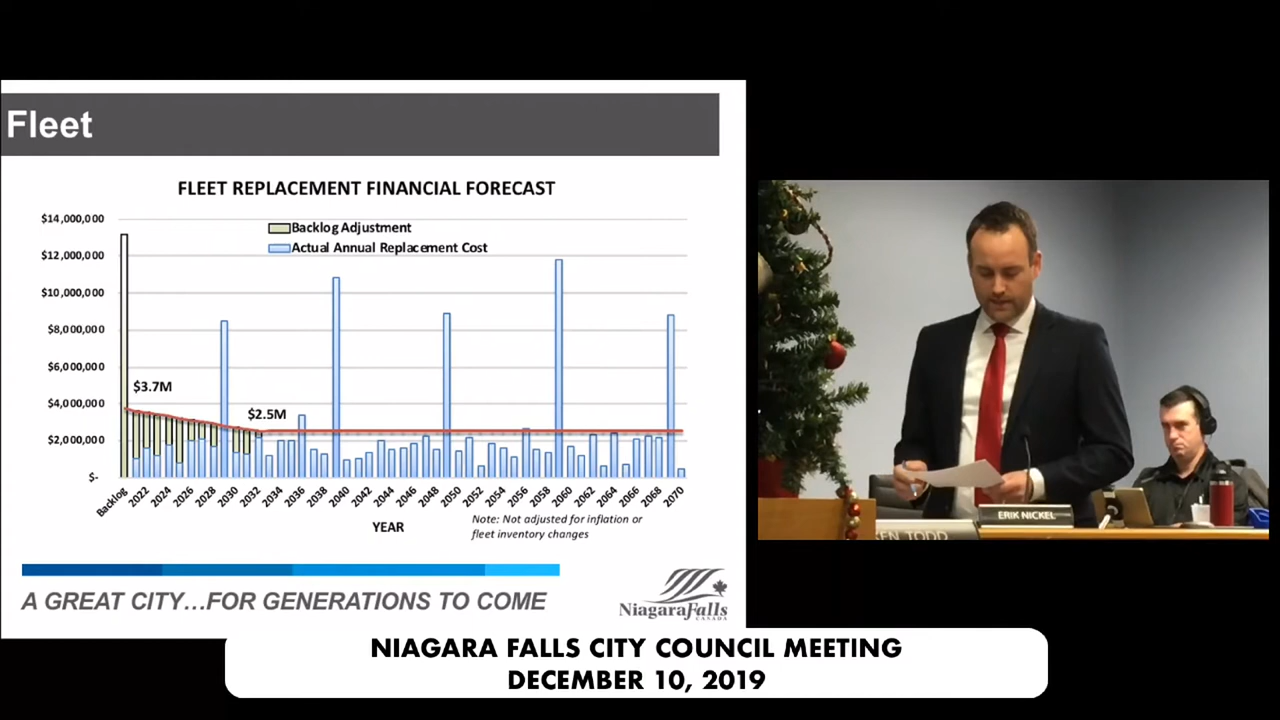 Fleet
FLEET REPLACEMENT FINANCIAL FORECAST
$14,000,000
$12,000,000
$10,000,000
$8,000,000
$6,000,000
$4,000,000
$2,000,000
$-
Backlog Adjustment
Actual Annual Replacement Cost
$3.7M
$2.5M
Backlog 2022 2024 2026 2028 2030 2032 2034 2036 2038 2040 2042 2044 2046 2048 2050 2052 2054 2056 2058 2060 2062 2064 2066 2068 2070
YEAR
Note: Not adjusted for inflation or
fleet inventory changes
A GREAT CITY...FOR GENERATIONS TO COME
NiagaraFalls
CANADA
ERIK NICKEL
TODD
NIAGARA FALLS CITY COUNCIL MEETING
DECEMBER 10, 2019